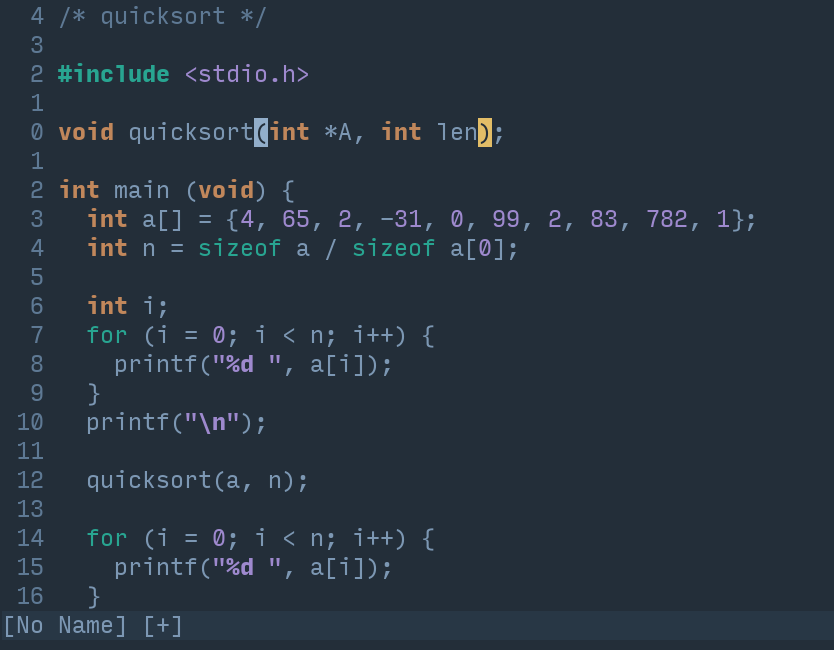 4 /* quicksort */
3
2 #include <stdio.h>
1
0 void quicksort(int *A, int len);
1
2 int main (void) {
3   int a[] = {4, 65, 2, -31, 0, 99, 2, 83, 782, 1};
4   int n = sizeof a / sizeof a[0];
5
6   int i;
7   for (i = 0; i < n; i++) {
8     printf("%d ", a[i]);
9   }
10   printf("\n");
11
12   quicksort(a, n);
13
14   for (i = 0; i < n; i++) {
15     printf("%d ", a[i]);
16   }
[No Name] [+]